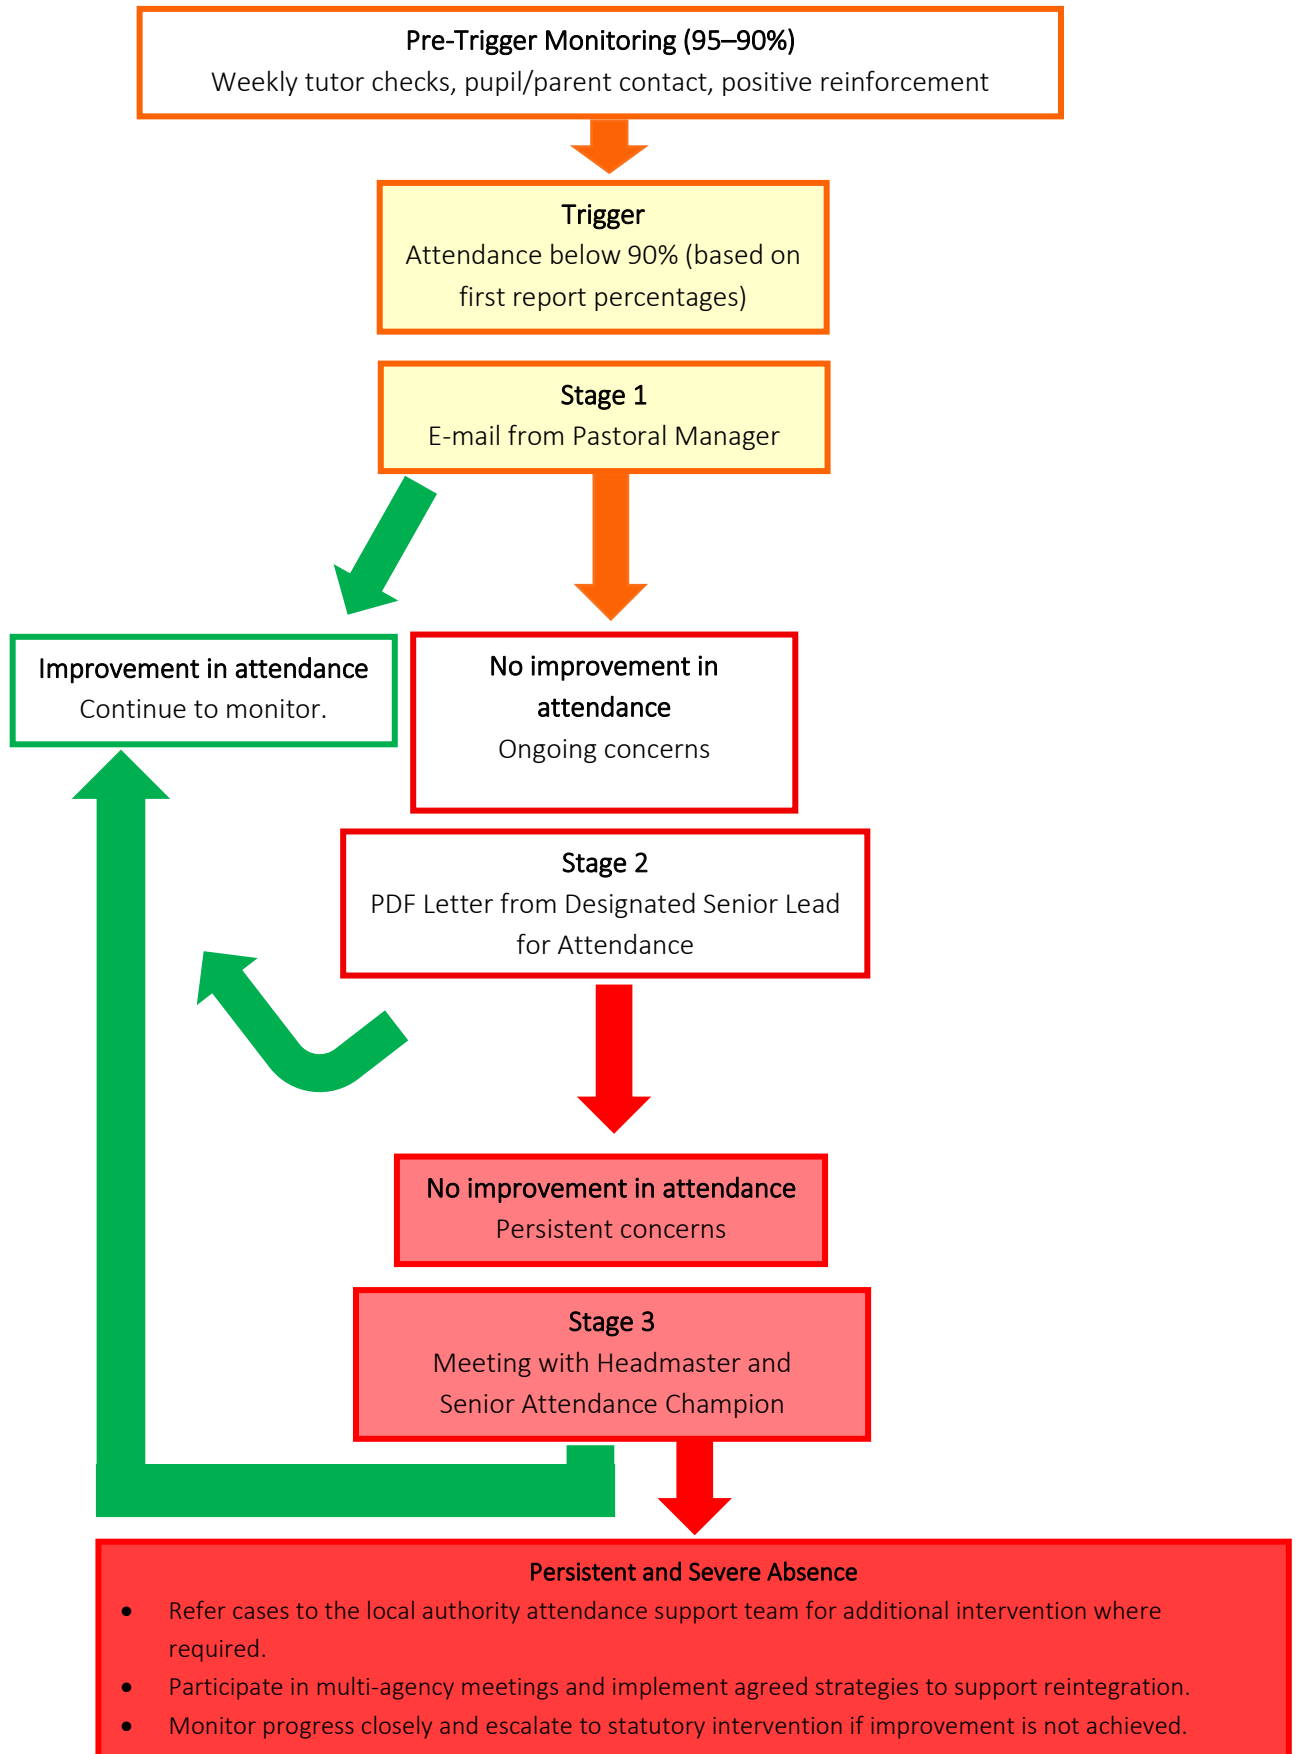 Pre-Trigger Monitoring (95–90%)
Weekly tutor checks, pupil/parent contact, positive reinforcement
Trigger
Attendance below 90% (based on
first report percentages)
Stage 1
E-mail from Pastoral Manager
Improvement in attendance
Continue to monitor.
No improvement in
attendance
Ongoing concerns
Stage 2
PDF Letter from Designated Senior Lead
for Attendance
No improvement in attendance
Persistent concerns
Stage 3
Meeting with Headmaster and
Senior Attendance Champion
Persistent and Severe Absence
• Refer cases to the local authority attendance support team for additional intervention where
required.
• Participate in multi-agency meetings and implement agreed strategies to support reintegration.
• Monitor progress closely and escalate to statutory intervention if improvement is not achieved.